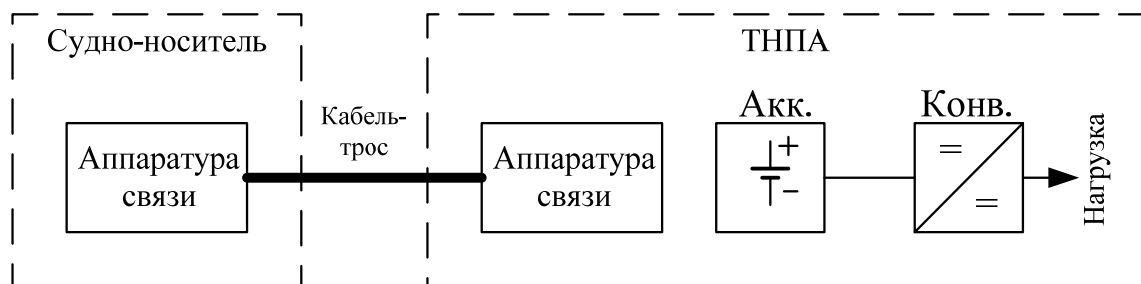 Судно-носитель
ТНПА
Кабель-
трос
Аппаратура
связи
Аппаратура
связи
Акк.
+
−
Конв.
=
=
Нагрузка